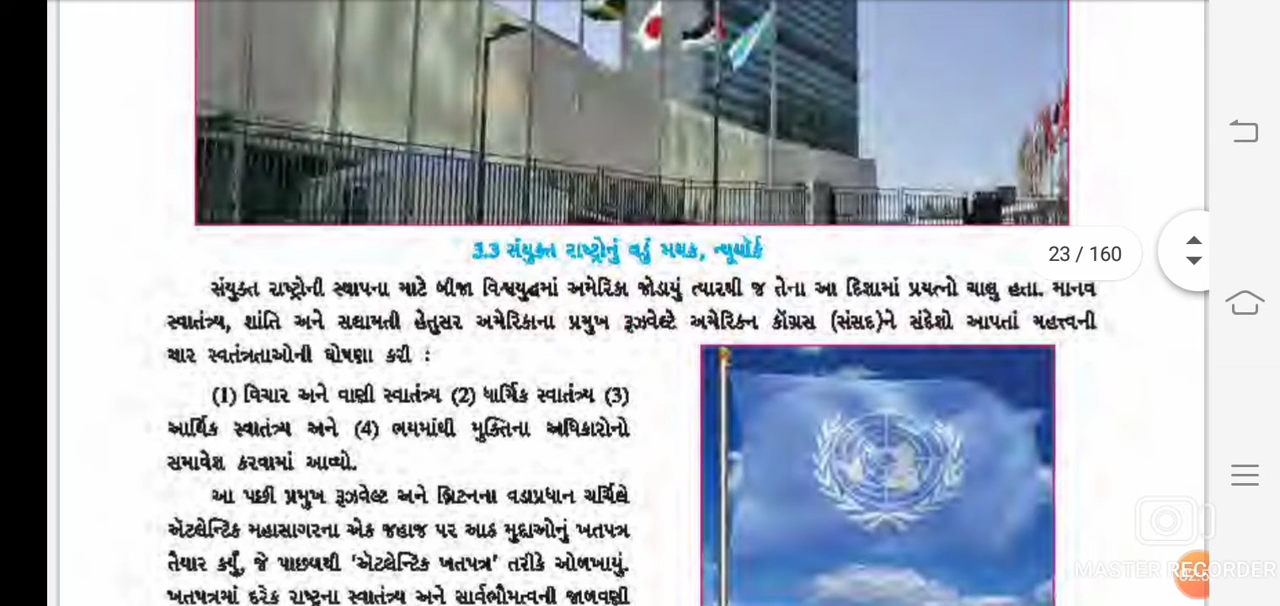 3.3 સંયુક્ત રાષ્ટ્રોનું વડું મથક, ન્યૂયૉર્ક
23 / 160
સંયુક્ત રાષ્ટ્રોની સ્થાપના માટે બીજા વિશ્વયુદ્ધમાં અમેરિકા જોડાયું ત્યારથી જ તેના આ દિશામાં પ્રયત્નો ચાલુ હતા. માનવ
સ્વાતંત્ર્ય, શાંતિ અને સલામતી હેતુસર અમેરિકાના પ્રમુખ રૂઝવેલ્ટે અમેરિકન કૉંગ્રેસ (સંસદ)ને સંદેશો આપતાં મહત્ત્વની
ચાર સ્વતંત્રતાઓની ઘોષણા કરી :
(1) વિચાર અને વાણી સ્વાતંત્ર્ય (2) ધાર્મિક સ્વાતંત્ર્ય (3)
આર્થિક સ્વાતંત્ર્ય અને (4) ભયમાંથી મુક્તિના અધિકારોનો
સમાવેશ કરવામાં આવ્યો.
આ પછી પ્રમુખ રૂઝવેલ્ટ અને બ્રિટનના વડાપ્રધાન ચર્ચિલે
ઍટલેન્ટિક મહાસાગરના એક જહાજ પર આઠ મુદ્દાઓનું ખતપત્ર
તૈયાર કર્યું, જે પાછળથી 'ઍટલેન્ટિક ખતપત્ર' તરીકે ઓળખાયું.
ખતપત્રમાં દરેક રાષ્ટ્રના સ્વાતંત્ર્ય અને સાર્વભૌમત્વની જાળવણી
MASTER RECORDER